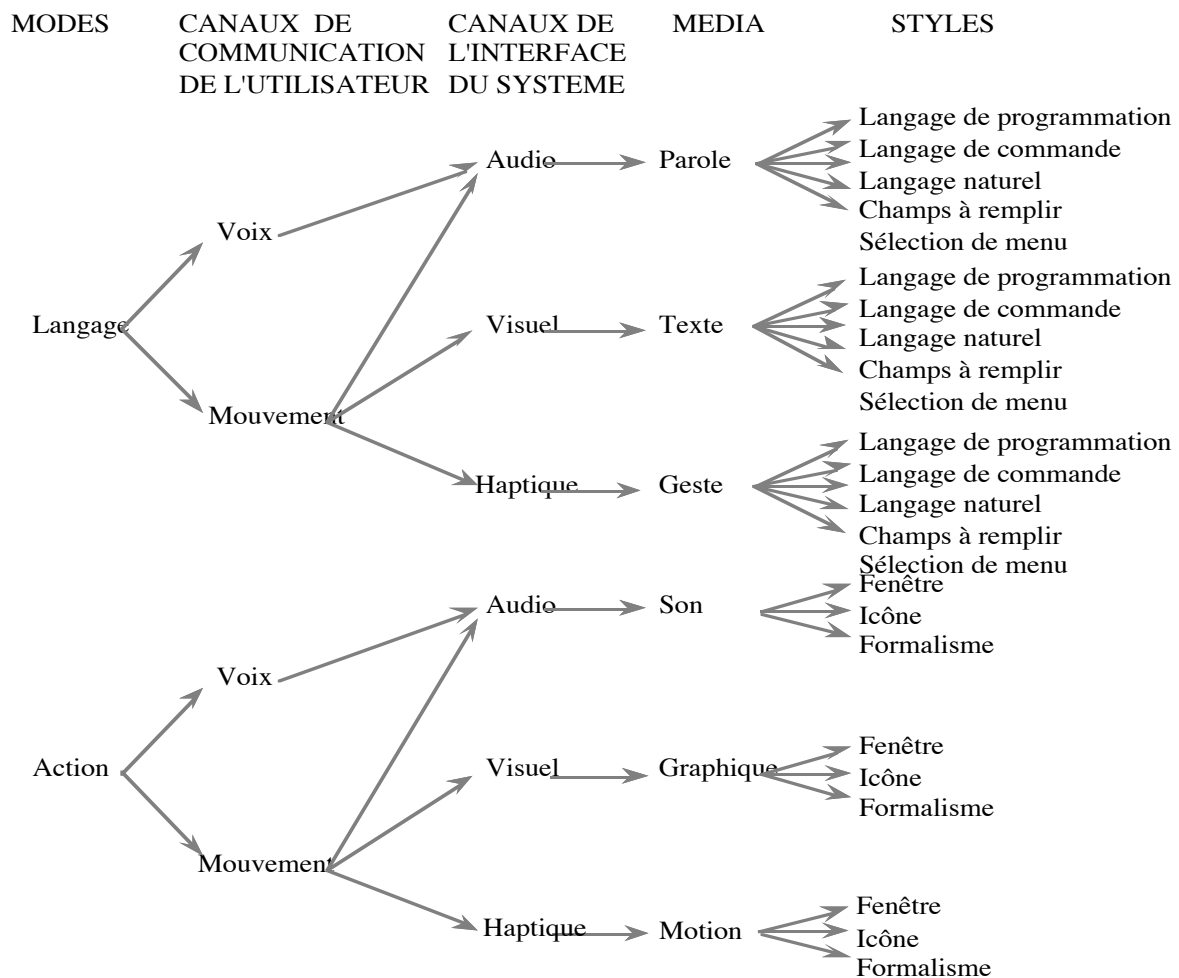 MODES
CANAUX DE
COMMUNICATION
DE L'UTILISATEUR
CANAUX DE
L'INTERFACE
DU SYSTEME
MEDIA
STYLES
Langage
Voix
Mouvement
Audio
Parole
Langage de programmation
Langage de commande
Langage naturel
Champs à remplir
Sélection de menu
Visuel
Texte
Langage de programmation
Langage de commande
Langage naturel
Champs à remplir
Sélection de menu
Haptique
Geste
Langage de programmation
Langage de commande
Langage naturel
Champs à remplir
Sélection de menu
Action
Voix
Mouvement
Audio
Son
Fenêtre
Icône
Formalisme
Visuel
Graphique
Fenêtre
Icône
Formalisme
Haptique
Motion
Fenêtre
Icône
Formalisme